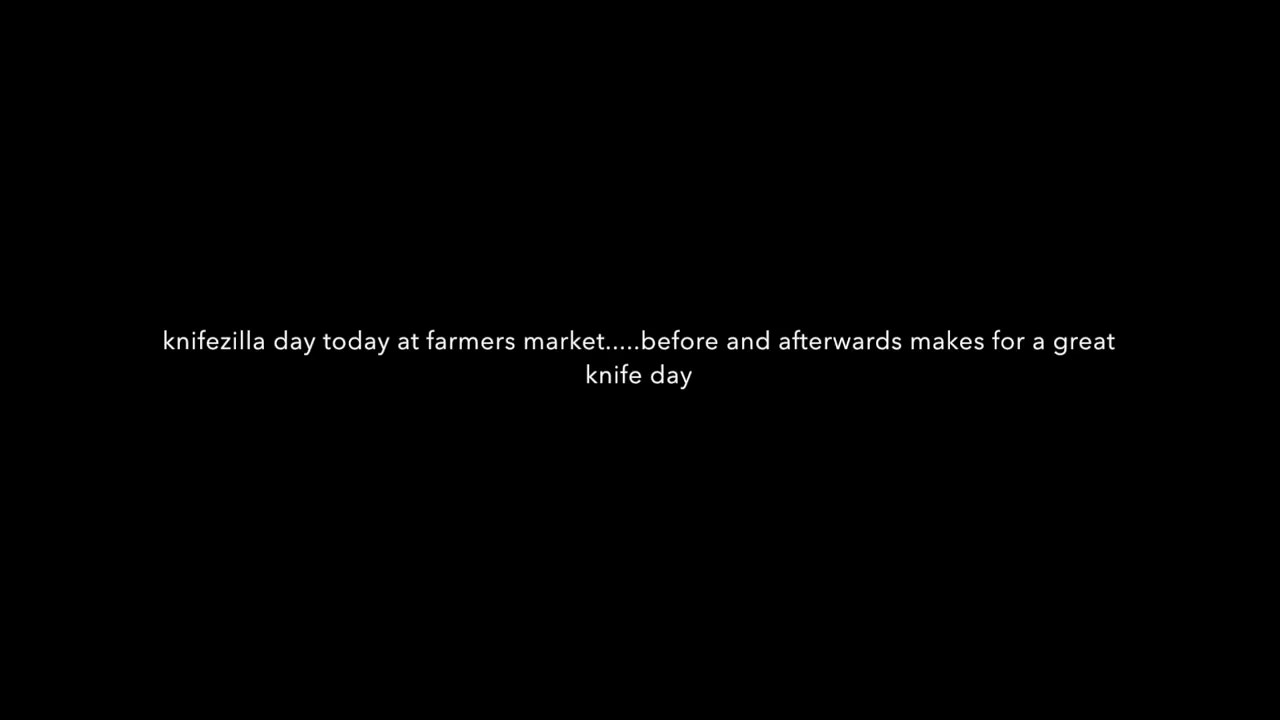 knifezilla day today at farmers market.....before and afterwards makes for a great
knife day